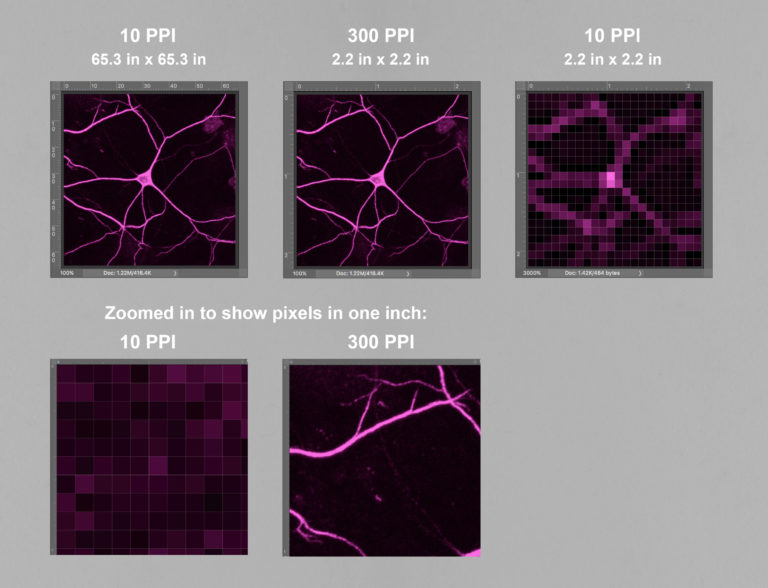 10 PPI
65.3 in x 65.3 in
300 PPI
2.2 in x 2.2 in
10 PPI
2.2 in x 2.2 in
0 10 20 30 40 50 60
0 1 2
0 1 2
0
10
20
30
40
50
60
0
1
2
0
1
2
100% Doc: 1.22M/416.4K
100% Doc: 1.22M/416.4K
3000% Doc: 1.42K/464 bytes
Zoomed in to show pixels in one inch:
10 PPI
300 PPI